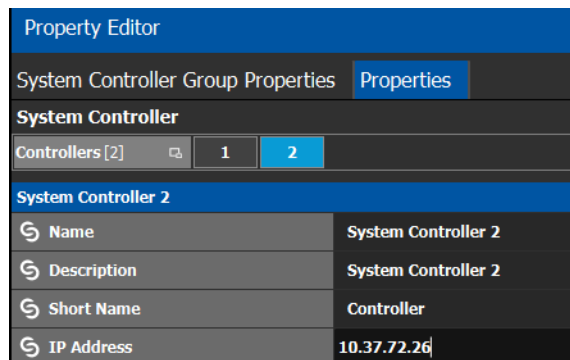 Property Editor
System Controller Group Properties Properties
System Controller
Controllers [2] 1 2
System Controller 2
Name System Controller 2
Description System Controller 2
Short Name Controller
IP Address 10.37.72.26